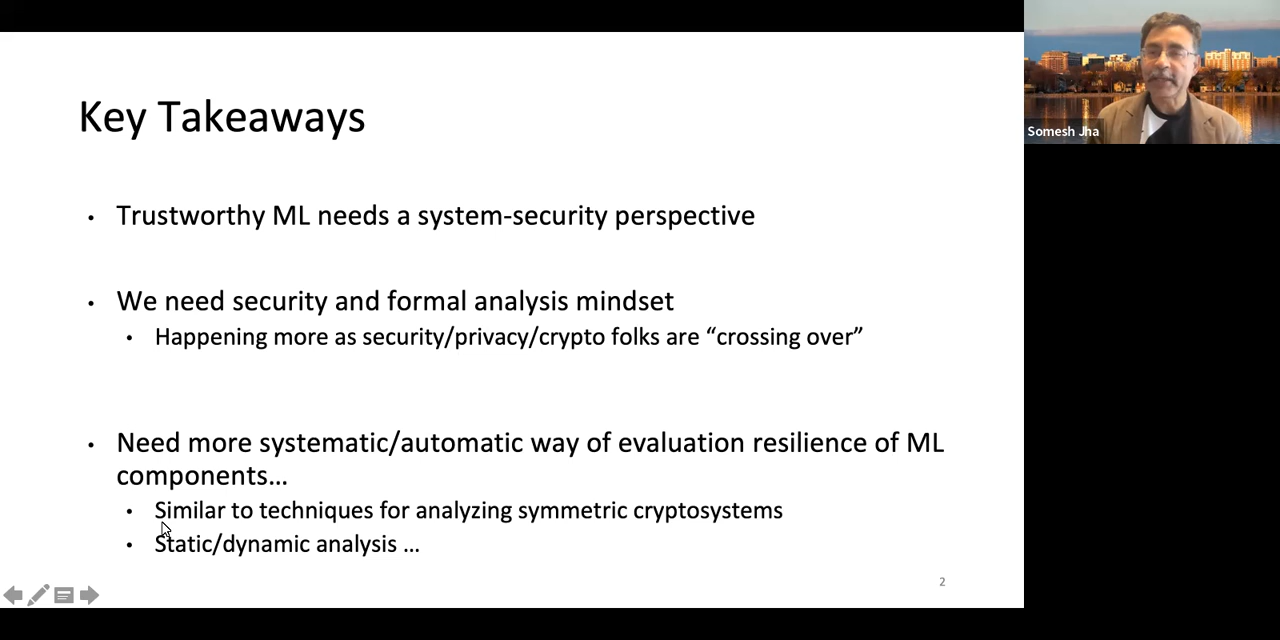 Key Takeaways
• Trustworthy ML needs a system-security perspective
• We need security and formal analysis mindset
• Happening more as security/privacy/crypto folks are “crossing over”
• Need more systematic/automatic way of evaluation resilience of ML
components…
• Similar to techniques for analyzing symmetric cryptosystems
• Static/dynamic analysis …
2
Somesh Jha